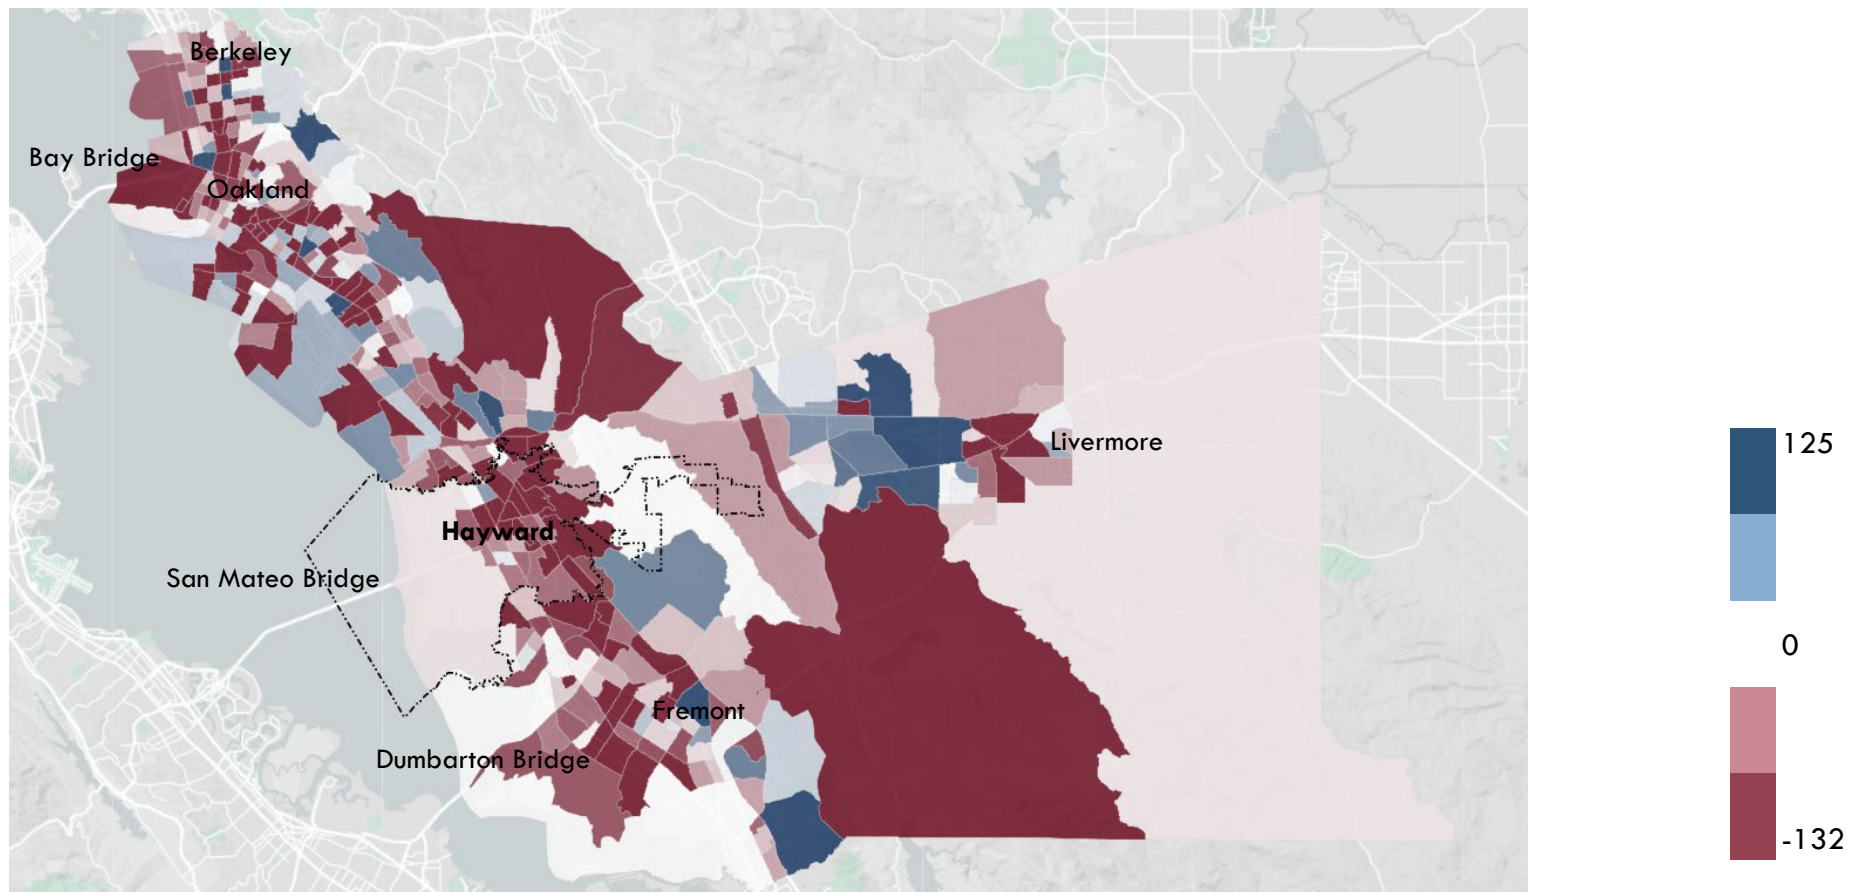 Berkeley
Bay Bridge
Oakland
Livermore
Hayward
San Mateo Bridge
Fremont
Dumbarton Bridge
125
0
-132